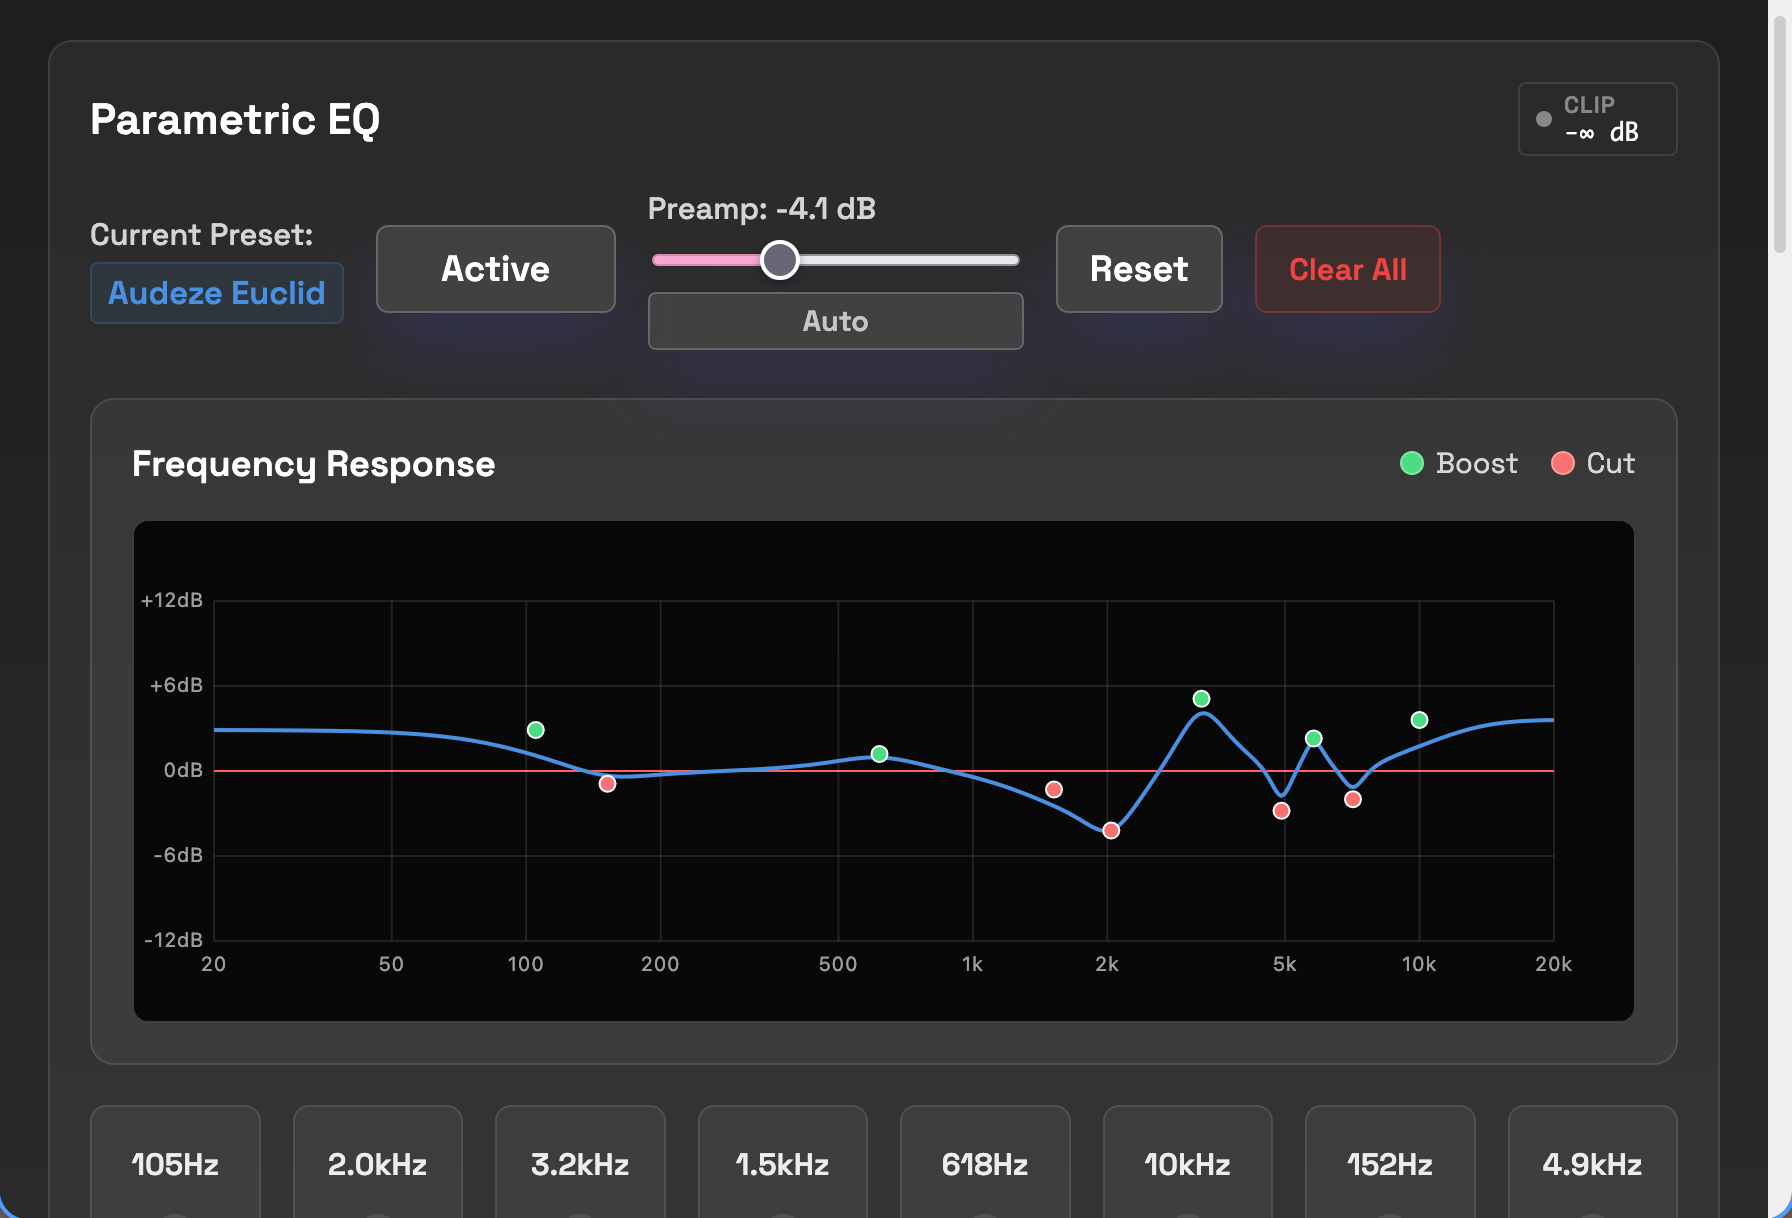 Parametric EQ
CLIP
-∞ dB
Current Preset:
Audeze Euclid
Active
Preamp: -4.1 dB
Auto
Reset
Clear All
Frequency Response
Boost
Cut
+12dB
+6dB
0dB
-6dB
-12dB
20 50 100 200 500 1k 2k 5k 10k 20k
105Hz 2.0kHz 3.2kHz 1.5kHz 618Hz 10kHz 152Hz 4.9kHz